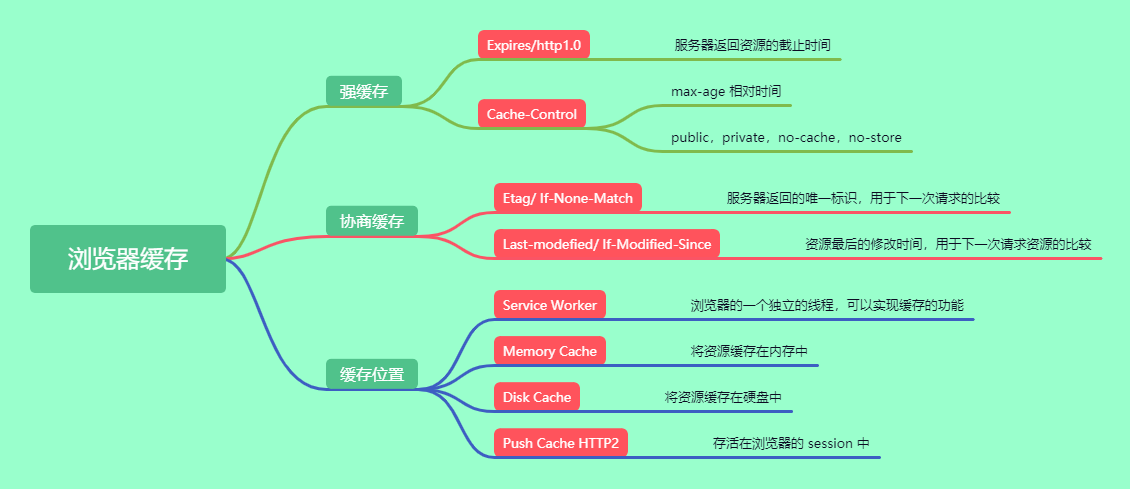 浏览器缓存
强缓存
Expires/http1.0
服务器返回资源的截止时间
Cache-Control
max-age 相对时间
public，private，no-cache，no-store
协商缓存
Etag/ If-None-Match
服务器返回的唯一标识，用于下一次请求的比较
Last-modefied/ If-Modified-Since
资源最后的修改时间，用于下一次请求资源的比较
缓存位置
Service Worker
浏览器的一个独立的线程，可以实现缓存的功能
Memory Cache
将资源缓存在内存中
Disk Cache
将资源缓存在硬盘中
Push Cache HTTP2
存活在浏览器的 session 中